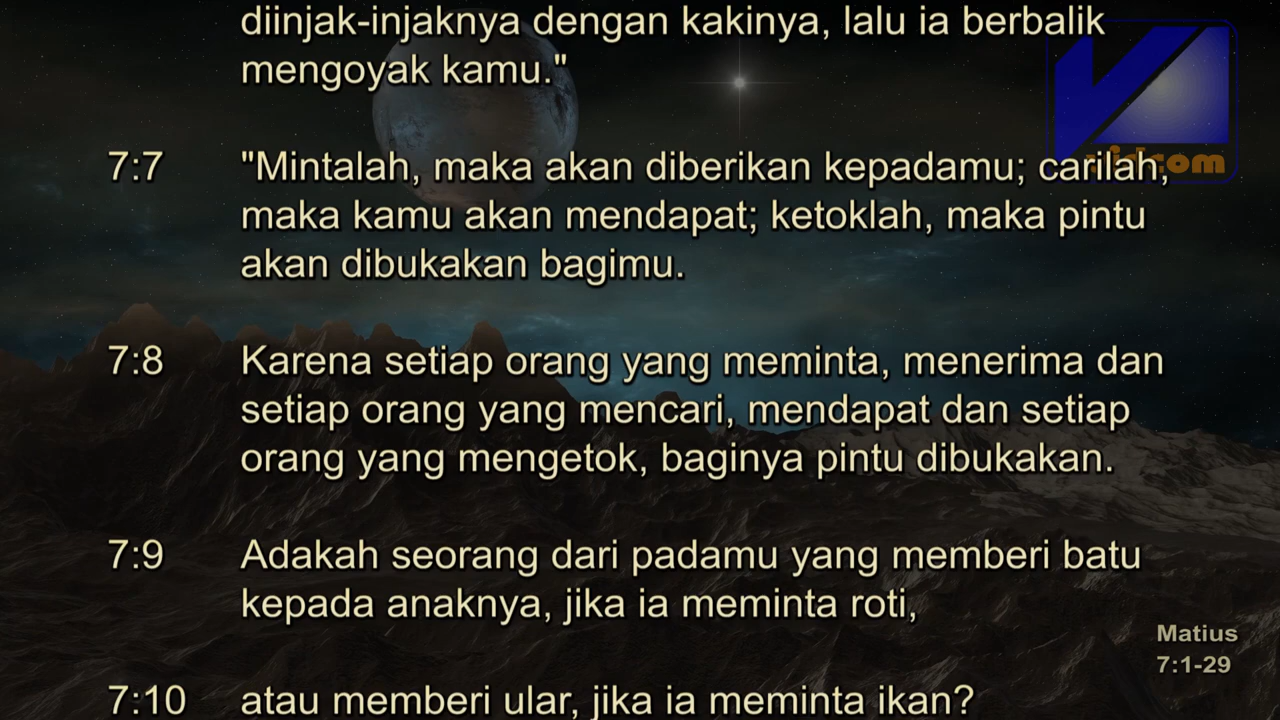 diinjak-injaknya dengan kakinya, lalu ia berbalik
mengoyak kamu."
7:7 "Mintalah, maka akan diberikan kepadamu; carilah,
maka kamu akan mendapat; ketoklah, maka pintu
akan dibukakan bagimu.
7:8 Karena setiap orang yang meminta, menerima dan
setiap orang yang mencari, mendapat dan setiap
orang yang mengetok, baginya pintu dibukakan.
7:9 Adakah seorang dari padamu yang memberi batu
kepada anaknya, jika ia meminta roti,
7:10 atau memberi ular, jika ia meminta ikan?
Matius
7:1-29